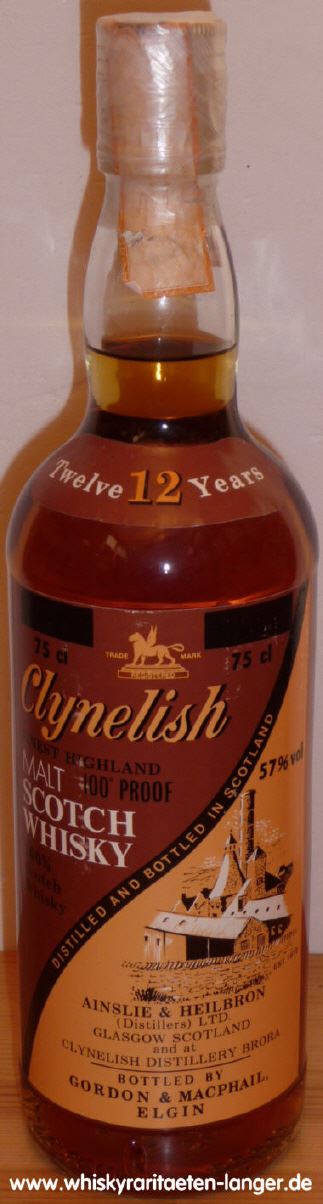 Twelve 12 Years
75 cl
TRADE MARK
75 cl
Clynelish
HIGHLAND
57% vol
MALT 100° PROOF
SCOTCH
WHISKY
Whisky
DISTILLED AND BOTTLED IN SCOTLAND
AINSLIE & HEILBRON
(Distillers) LTD.
GLASGOW SCOTLAND
and at
CLYNELISH DISTILLERY BRORA
BOTTLED BY
GORDON & MACPHAIL,
ELGIN
www.whiskyraritaeten-langer.de